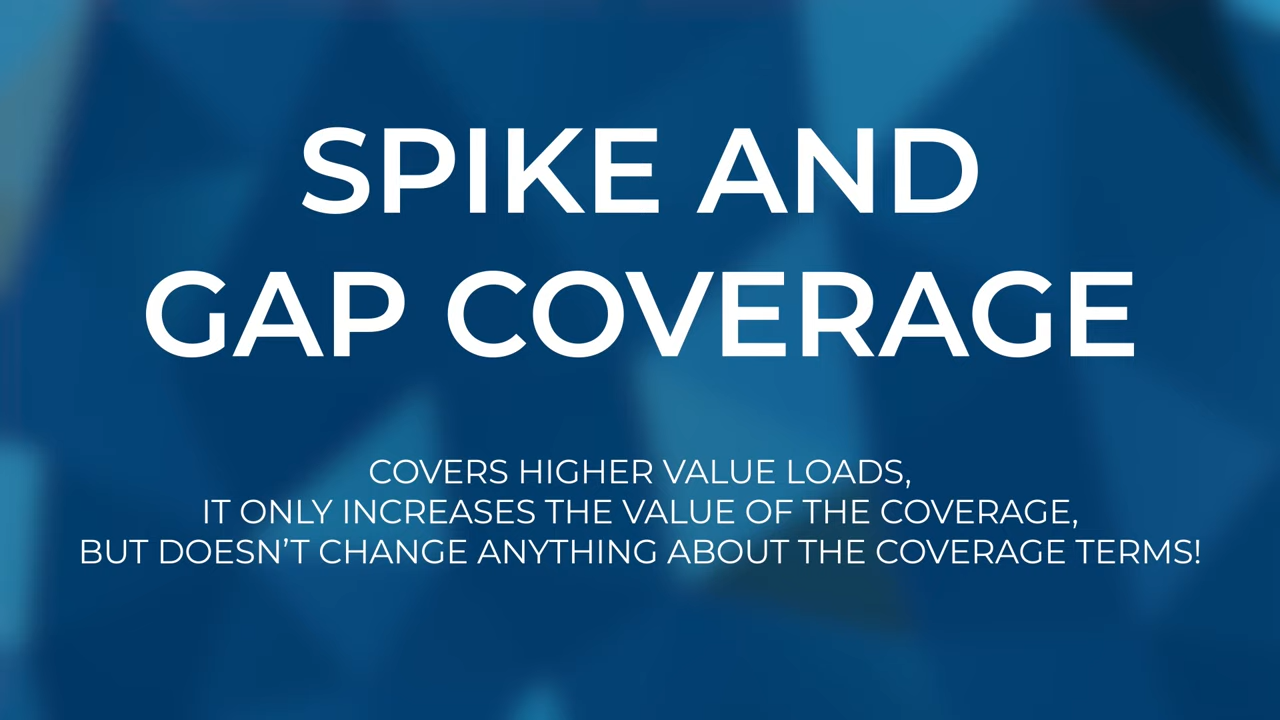 SPIKE AND
GAP COVERAGE
COVERS HIGHER VALUE LOADS,
IT ONLY INCREASES THE VALUE OF THE COVERAGE,
BUT DOESN’T CHANGE ANYTHING ABOUT THE COVERAGE TERMS!